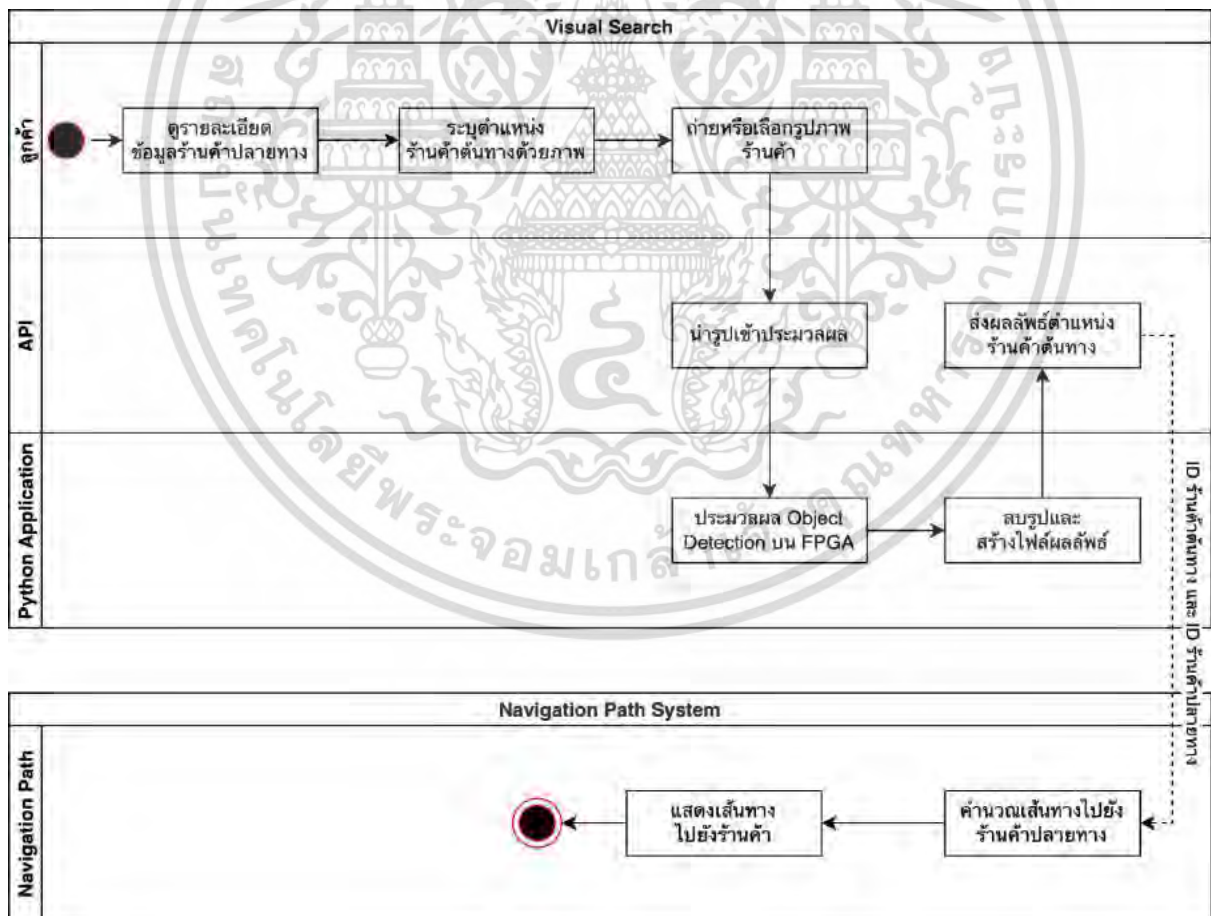 Visual Search
ลูกค้า
ดูรายละเอียด
ข้อมูลร้านค้าปลายทาง
ระบุตำแหน่ง
ร้านค้าต้นทางด้วยภาพ
ถ่ายหรือเลือกรูปภาพ
ร้านค้า
API
นำรูปเข้าประมวลผล
ส่งผลลัพธ์ตำแหน่ง
ร้านค้าต้นทาง
Python Application
ประมวลผล Object
Detection บน FPGA
ลบรูปและ
สร้างไฟล์ผลลัพธ์
ID ร้านค้าต้นทาง และ ID ร้านค้าปลายทาง
Navigation Path System
Navigation Path
แสดงเส้นทาง
ไปยังร้านค้า
คำนวณเส้นทางไปยัง
ร้านค้าปลายทาง